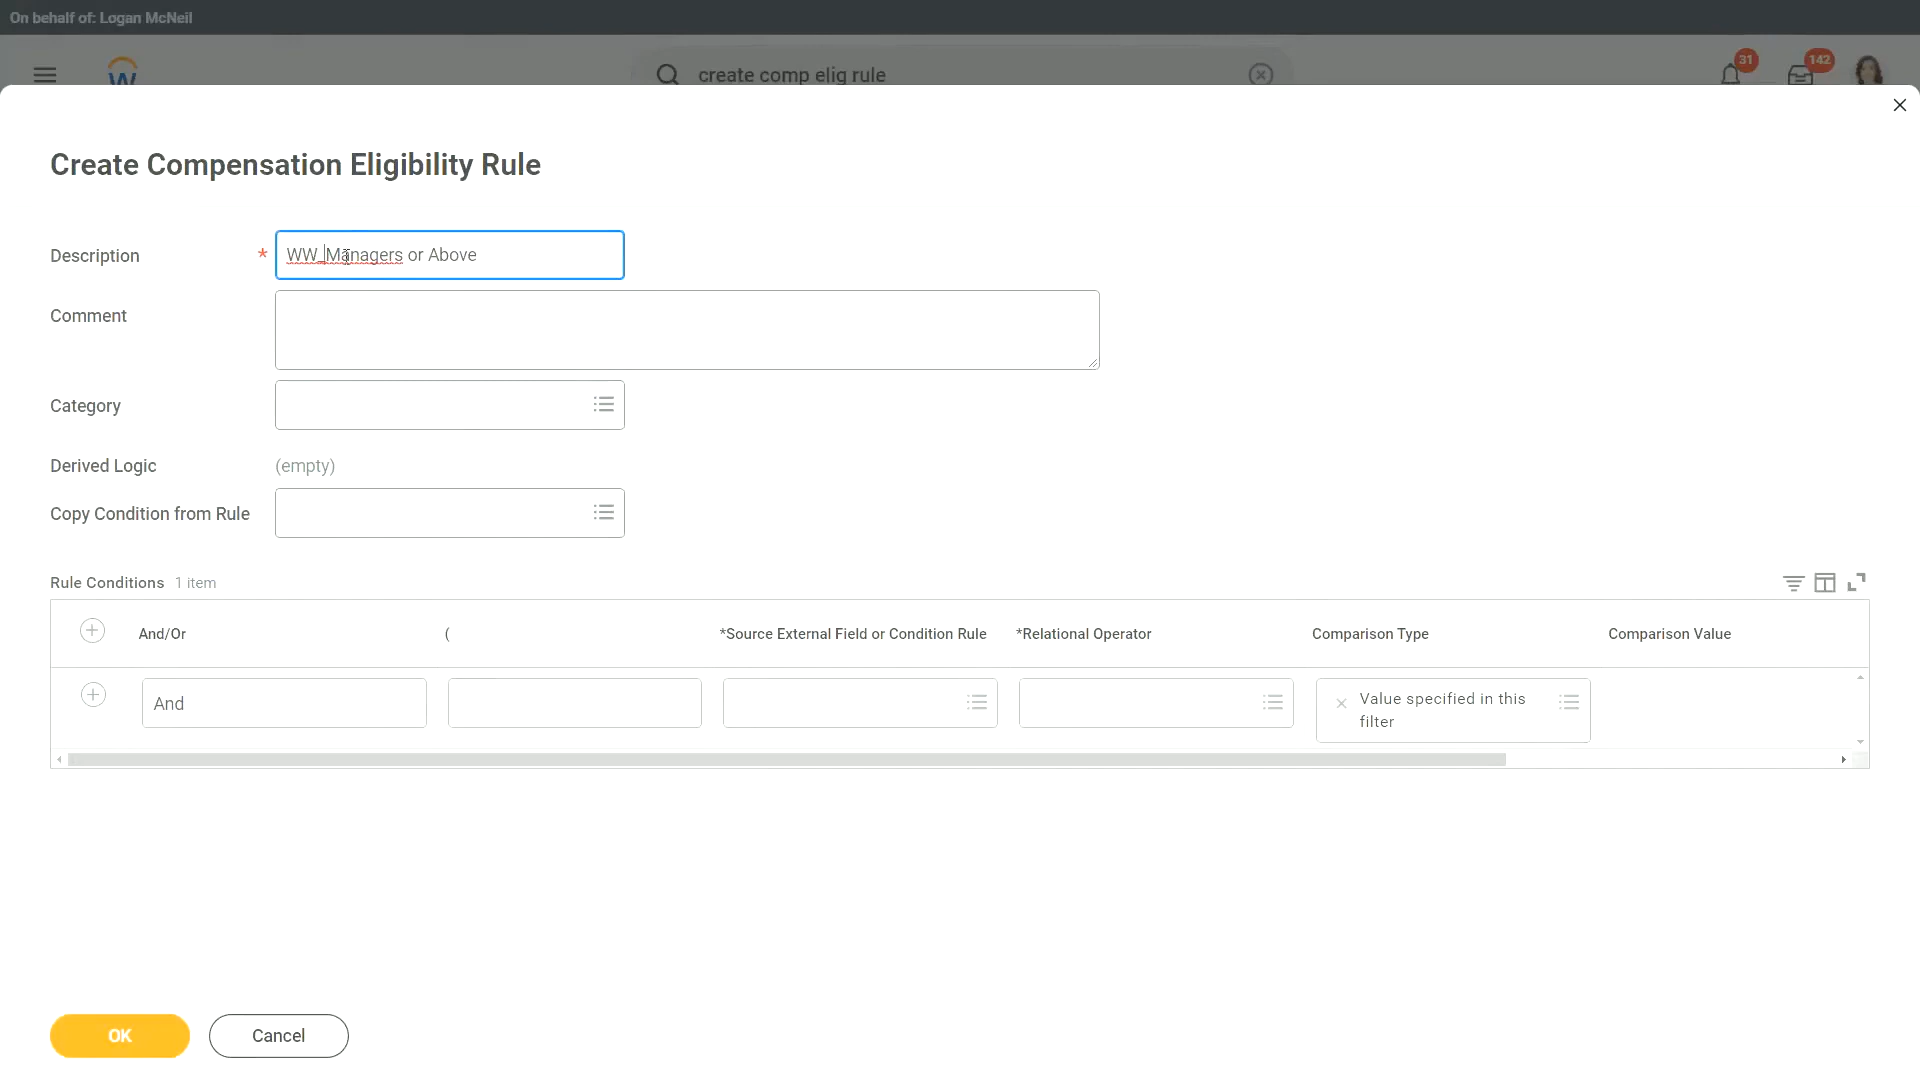 On behalf of: Logan McNeil
W
create comp elig rule
31
142
Create Compensation Eligibility Rule
Description
*
WW_Managers or Above
Comment
Category
Derived Logic
(empty)
Copy Condition from Rule
Rule Conditions 1 item
And/Or ( *Source External Field or Condition Rule *Relational Operator Comparison Type Comparison Value
And
Value specified in this
filter
OK
Cancel